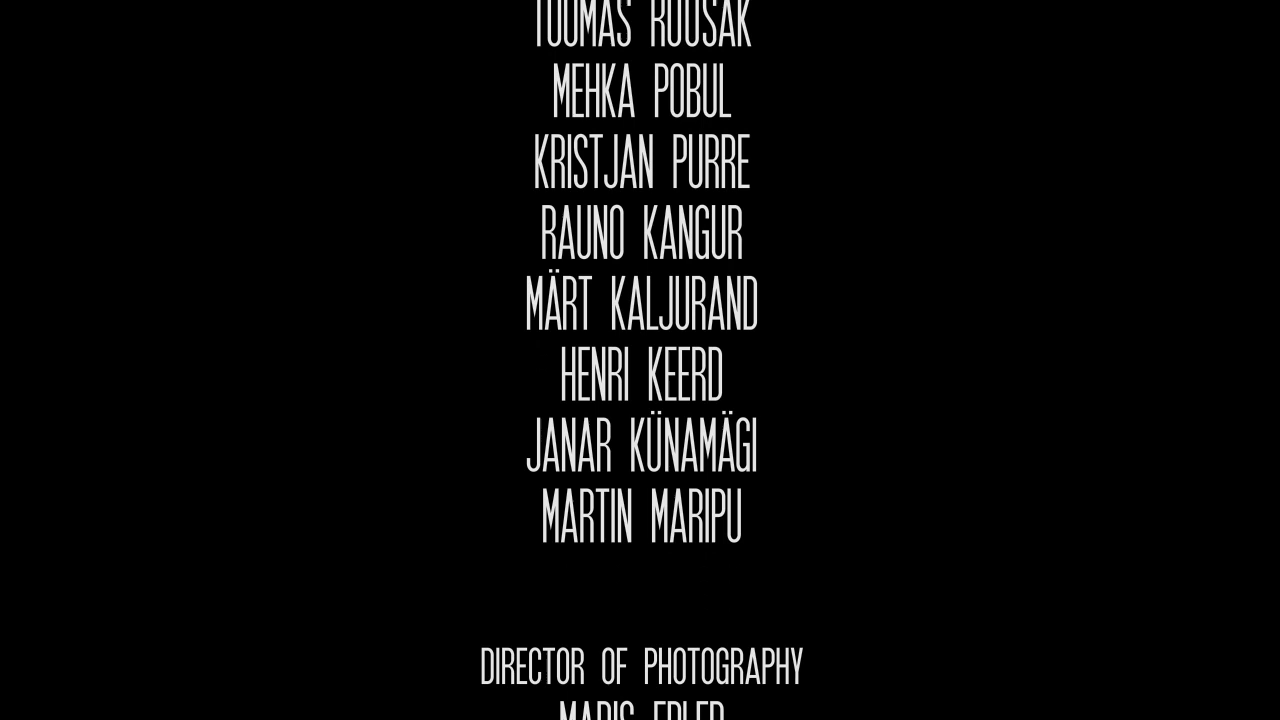 TOOMAS ROOSAK
MEHKA POBUL
KRISTJAN PURRE
RAUNO KANGUR
MÄRT KALJURAND
HENRI KEERD
JANAR KÜNAMÄGI
MARTIN MARIPU
DIRECTOR OF PHOTOGRAPHY